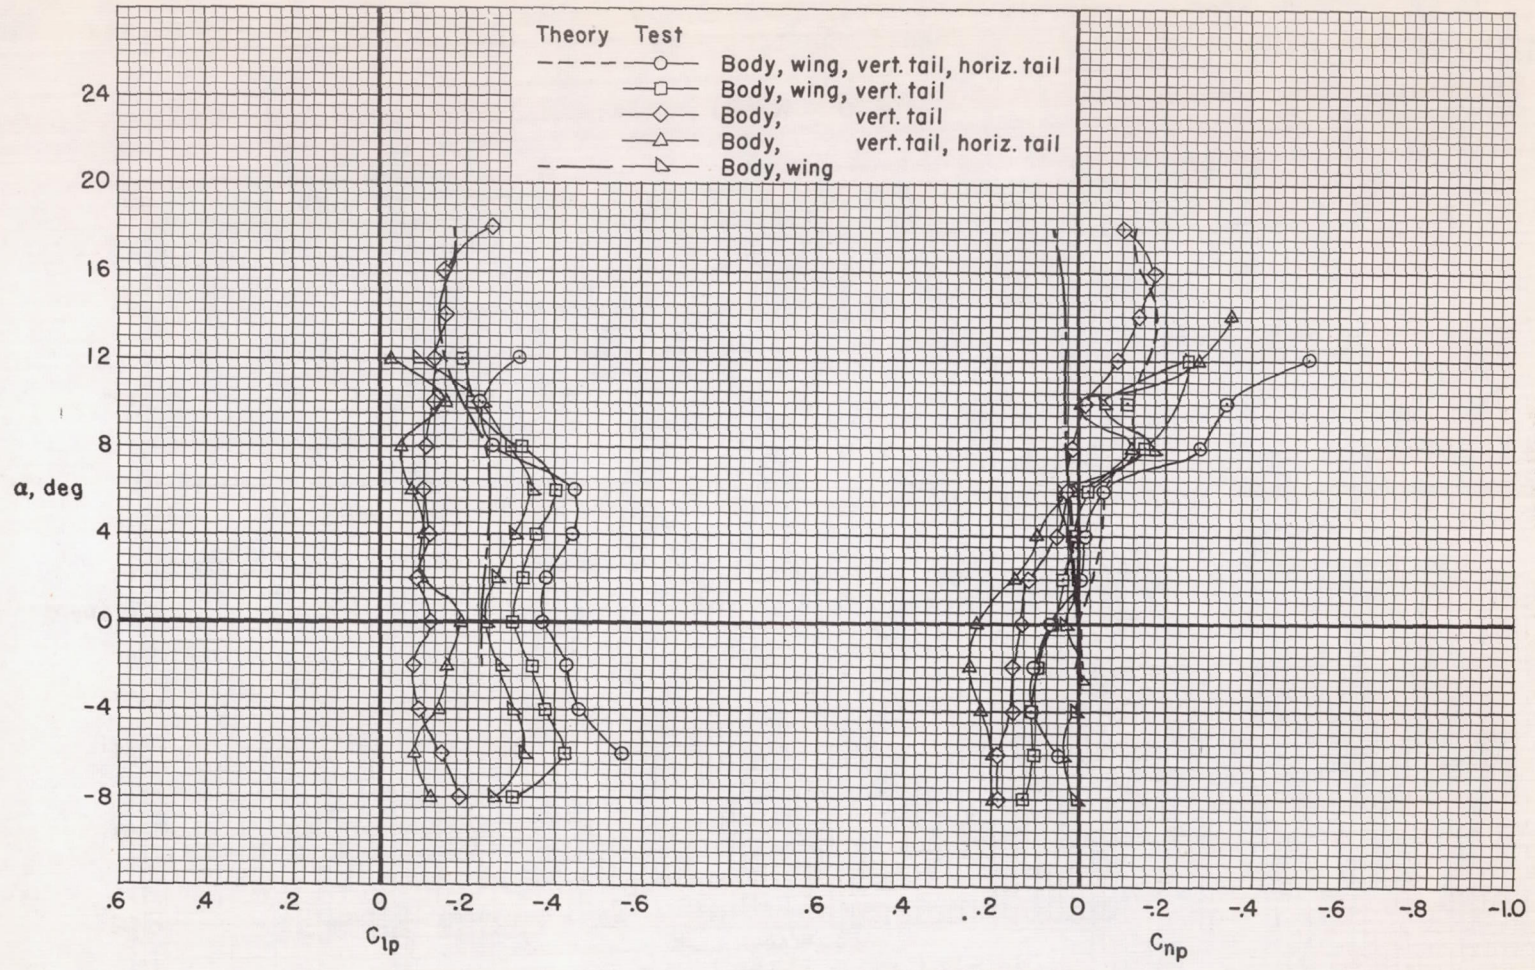 Theory Test
Body, wing, vert. tail, horiz. tail
Body, wing, vert. tail
Body, vert. tail
Body, vert. tail, horiz. tail
Body, wing
24
20
16
12
8
α, deg
4
0
-4
-8
.6 .4 .2 0 -.2 -.4 -.6 .6 .4 .2 0 -.2 -.4 -.6 -.8 -1.0
Clp Cnp